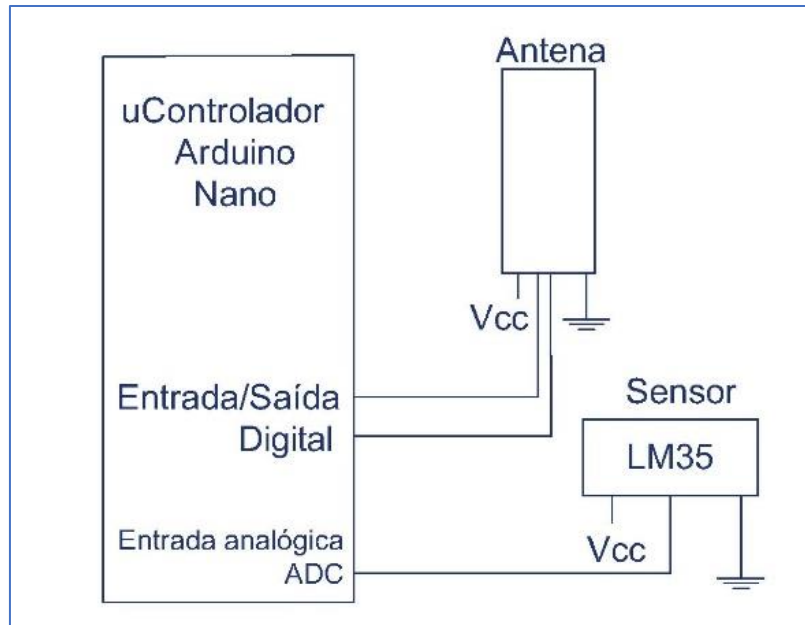 uControlador
Arduino
Nano
Antena
Vcc
Entrada/Saída
Digital
Sensor
LM35
Vcc
Entrada analógica
ADC